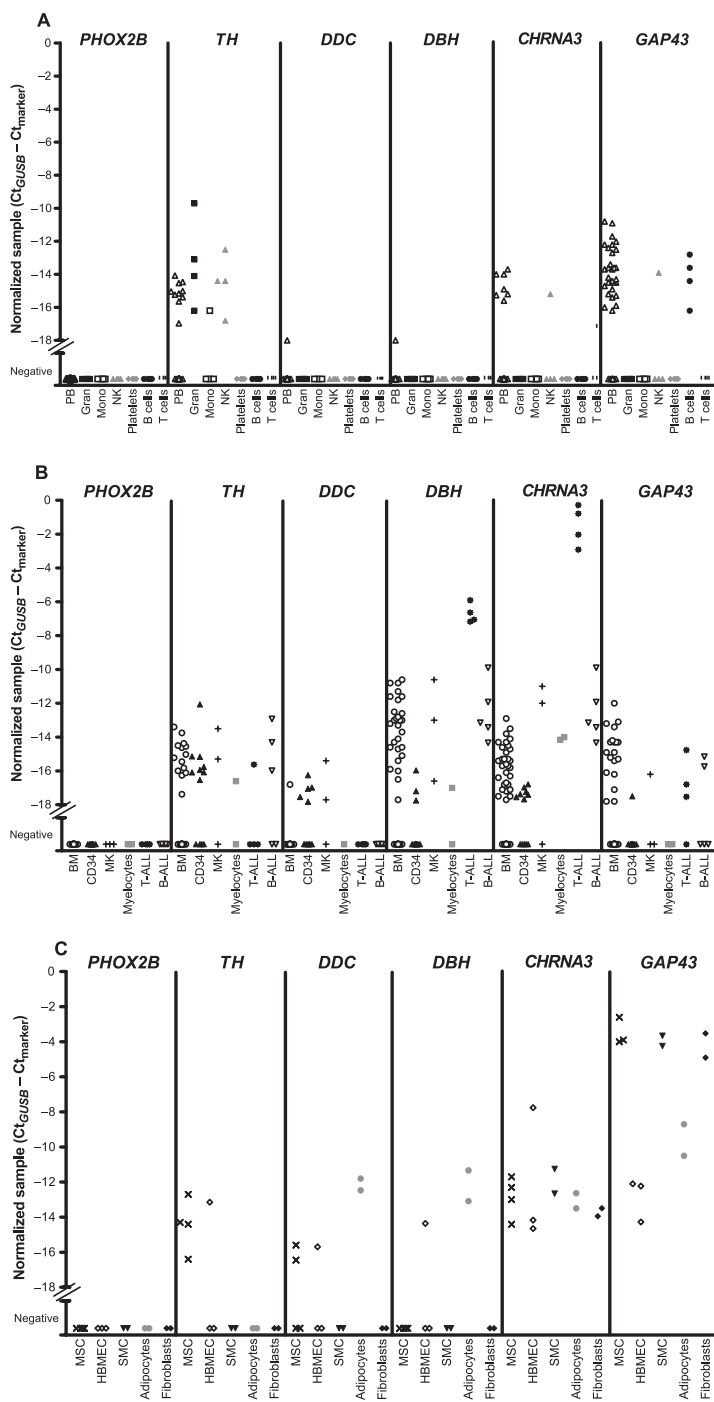 A
PHOX2B TH DDC DBH CHRNA3 GAP43
Normalized sample (CtGUSB – Ctmarker)
0
–2
–4
–6
–8
–10
–12
–14
–16
–18
Negative
PB Gran Mono NK Platelets B cells T cells PB Gran Mono NK Platelets B cells T cells PB Gran Mono NK Platelets B cells T cells PB Gran Mono NK Platelets B cells T cells PB Gran Mono NK Platelets B cells T cells PB Gran Mono NK Platelets B cells T cells
B
PHOX2B TH DDC DBH CHRNA3 GAP43
Normalized sample (CtGUSB – Ctmarker)
0
–2
–4
–6
–8
–10
–12
–14
–16
–18
Negative
BM CD34 MK Myelocytes T-ALL B-ALL BM CD34 MK Myelocytes T-ALL B-ALL BM CD34 MK Myelocytes T-ALL B-ALL BM CD34 MK Myelocytes T-ALL B-ALL BM CD34 MK Myelocytes T-ALL B-ALL BM CD34 MK Myelocytes T-ALL B-ALL
C
PHOX2B TH DDC DBH CHRNA3 GAP43
Normalized sample (CtGUSB – Ctmarker)
0
–2
–4
–6
–8
–10
–12
–14
–16
–18
Negative
MSC HBMEC SMC Adipocytes Fibroblasts MSC HBMEC SMC Adipocytes Fibroblasts MSC HBMEC SMC Adipocytes Fibroblasts MSC HBMEC SMC Adipocytes Fibroblasts MSC HBMEC SMC Adipocytes Fibroblasts MSC HBMEC SMC Adipocytes Fibroblasts